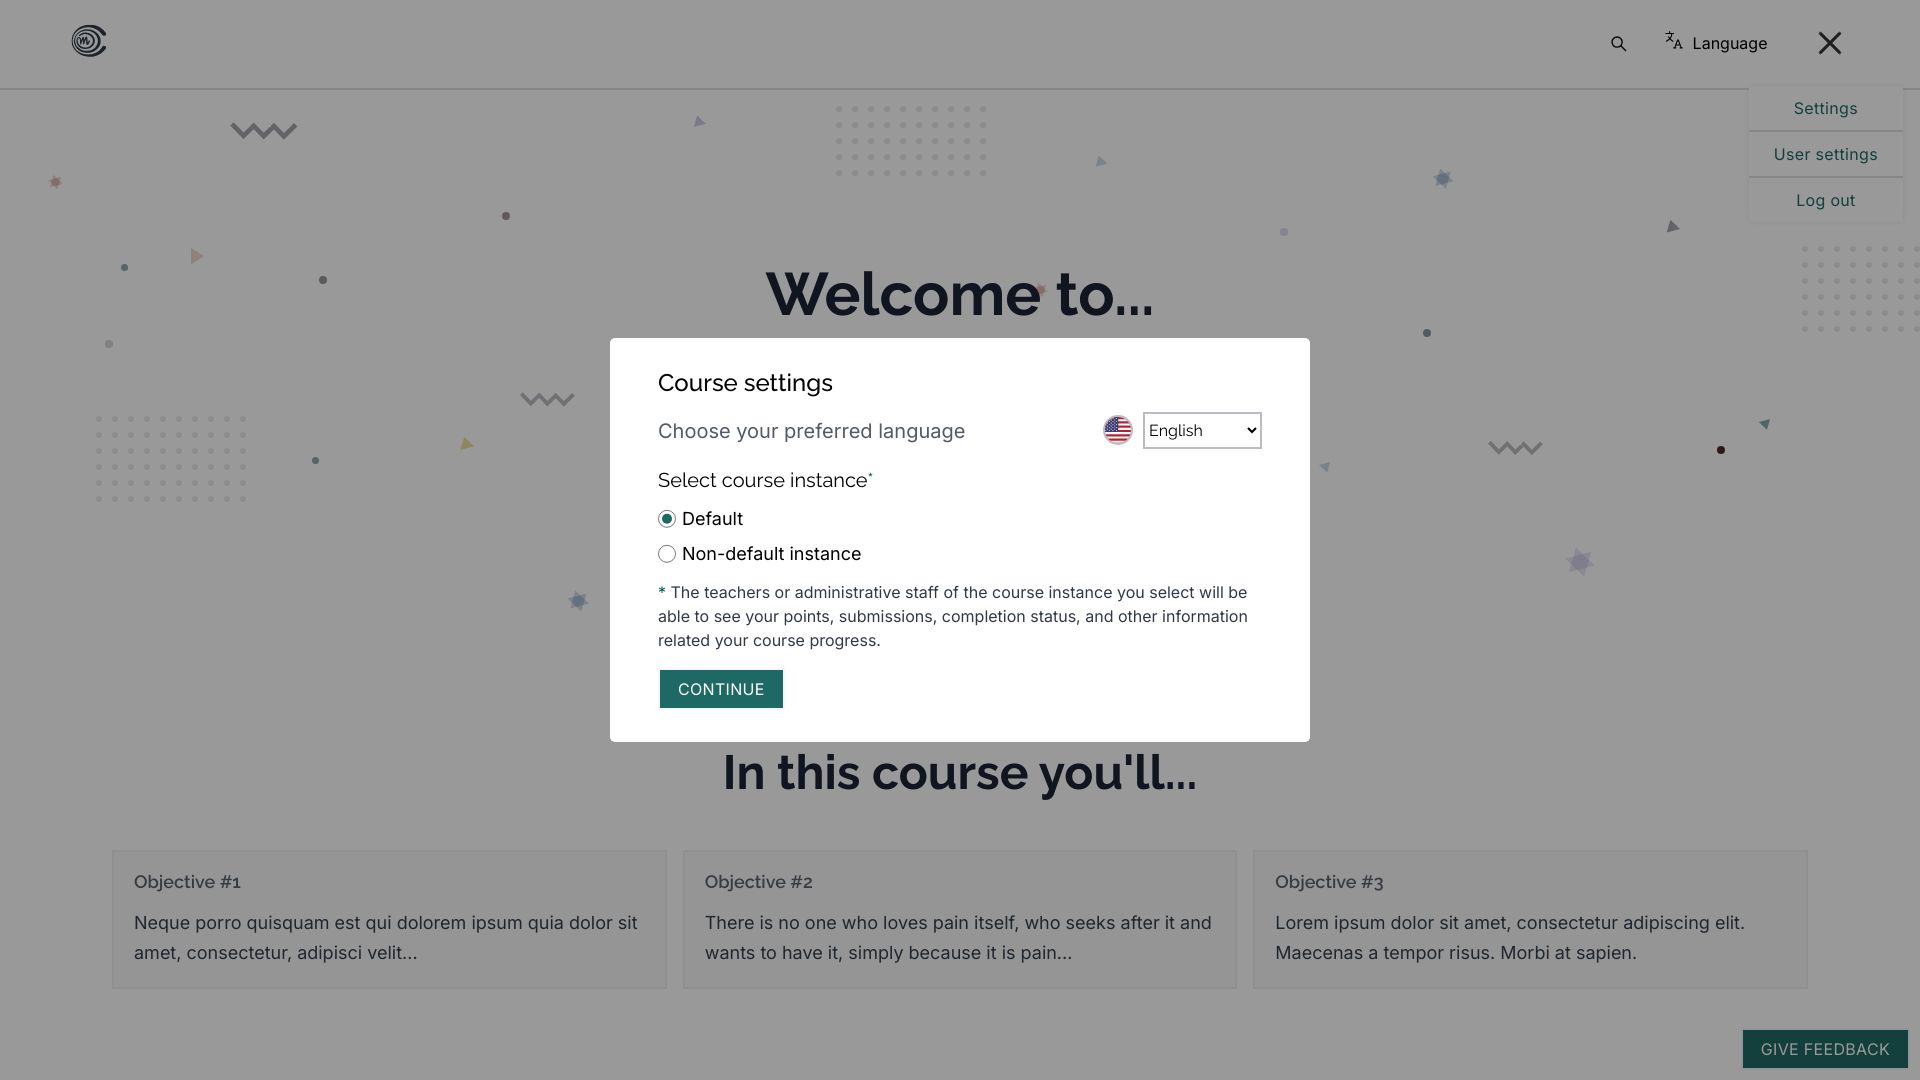 Language
Settings
User settings
Log out
Welcome to...
Course settings
Choose your preferred language
English
Select course instance*
Default
Non-default instance
* The teachers or administrative staff of the course instance you select will be
able to see your points, submissions, completion status, and other information
related your course progress.
CONTINUE
In this course you'll...
Objective #1
Neque porro quisquam est qui dolorem ipsum quia dolor sit
amet, consectetur, adipisci velit...
Objective #2
There is no one who loves pain itself, who seeks after it and
wants to have it, simply because it is pain...
Objective #3
Lorem ipsum dolor sit amet, consectetur adipiscing elit.
Maecenas a tempor risus. Morbi at sapien.
GIVE FEEDBACK